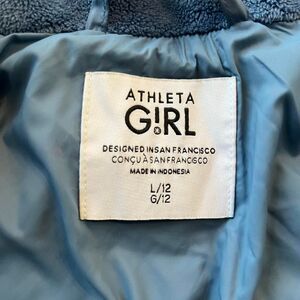 ATHLETA
GIRL
DESIGNED IN SAN FRANCISCO
CONÇU À SAN FRANCISCO
MADE IN INDONESIA
L/12
G/12